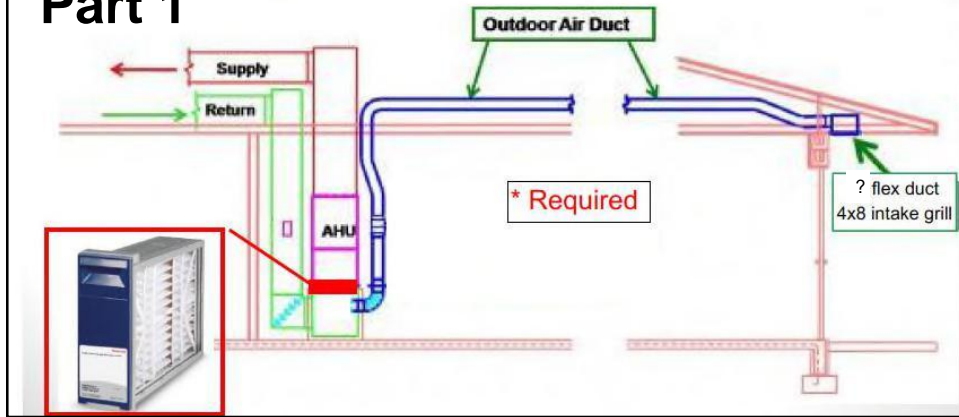 Part 1
Outdoor Air Duct
Supply
Return
* Required
? flex duct
4x8 intake grill
AHU